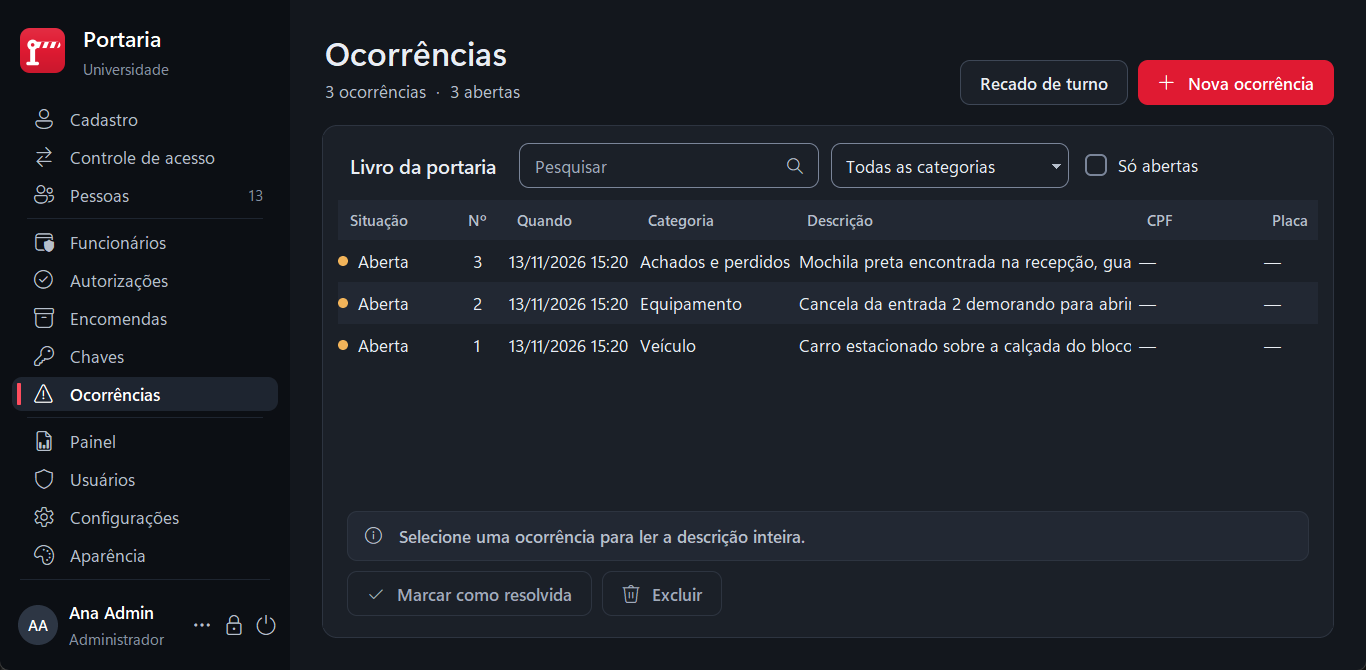 Portaria
Universidade
Cadastro
Controle de acesso
Pessoas 13
Funcionários
Autorizações
Encomendas
Chaves
Ocorrências
Painel
Usuários
Configurações
Aparência
AA
Ana Admin
Administrador
Ocorrências
3 ocorrências · 3 abertas
Recado de turno
Nova ocorrência
Livro da portaria
Pesquisar
Todas as categorias
Só abertas
Situação Nº Quando Categoria Descrição CPF Placa
Aberta 3 13/11/2026 15:20 Achados e perdidos Mochila preta encontrada na recepção, gua — —
Aberta 2 13/11/2026 15:20 Equipamento Cancela da entrada 2 demorando para abrir — —
Aberta 1 13/11/2026 15:20 Veículo Carro estacionado sobre a calçada do bloco — —
Selecione uma ocorrência para ler a descrição inteira.
Marcar como resolvida
Excluir